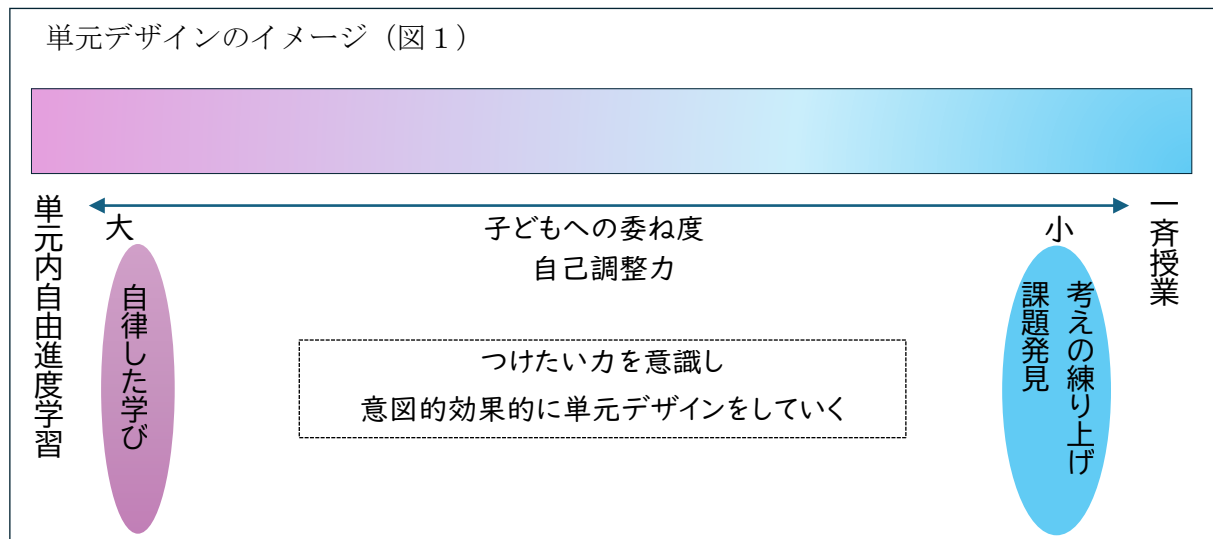 単元デザインのイメージ（図１）
単元内自由進度学習
大
自律した学び
子どもへの委ね度
自己調整力
つけたい力を意識し
意図的効果的に単元デザインをしていく
小
考えの練り上げ
課題発見
一斉授業